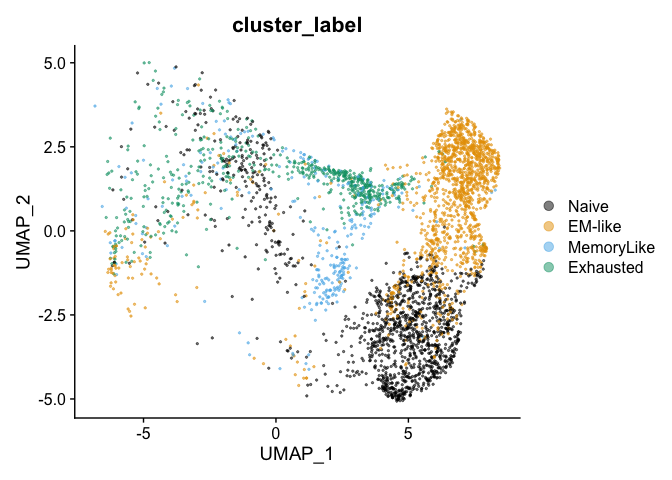 cluster_label
5.0
2.5
0.0
-2.5
-5.0
UMAP_2
-5
0
5
UMAP_1
Naive
EM-like
MemoryLike
Exhausted